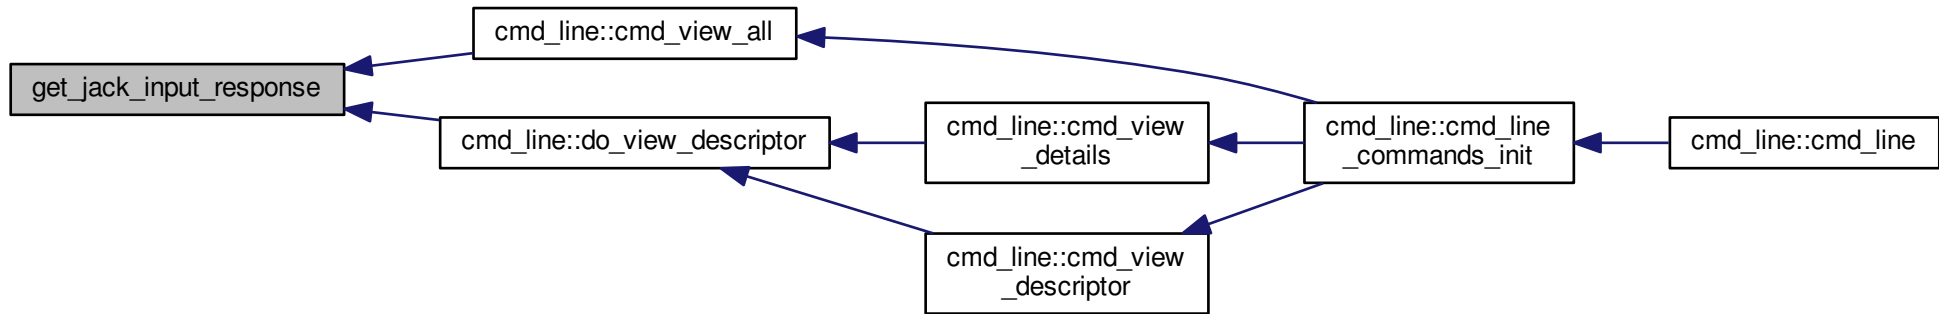 cmd_line::cmd_view_all
get_jack_input_response
cmd_line::do_view_descriptor
cmd_line::cmd_view
_details
cmd_line::cmd_line
_commands_init
cmd_line::cmd_line
cmd_line::cmd_view
_descriptor